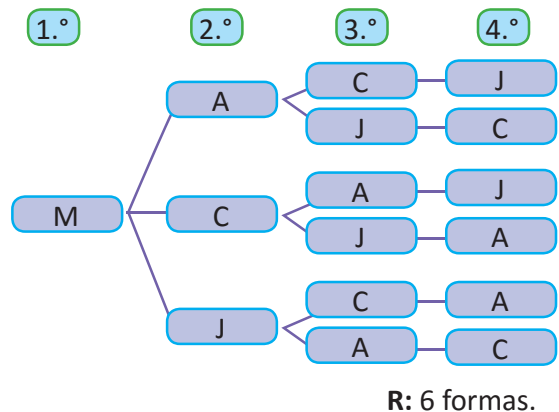 1.° 2.° 3.° 4.°
A C J
J C
M C A J
J A
J C A
A C
R: 6 formas.